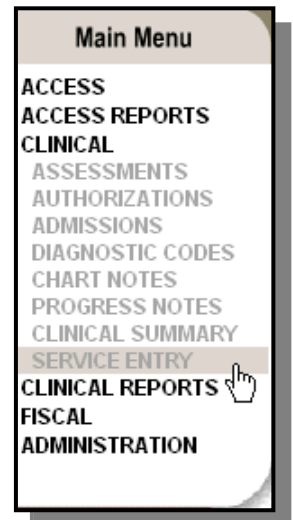 Main Menu
ACCESS
ACCESS REPORTS
CLINICAL
ASSESSMENTS
AUTHORIZATIONS
ADMISSIONS
DIAGNOSTIC CODES
CHART NOTES
PROGRESS NOTES
CLINICAL SUMMARY
SERVICE ENTRY
CLINICAL REPORTS
FISCAL
ADMINISTRATION